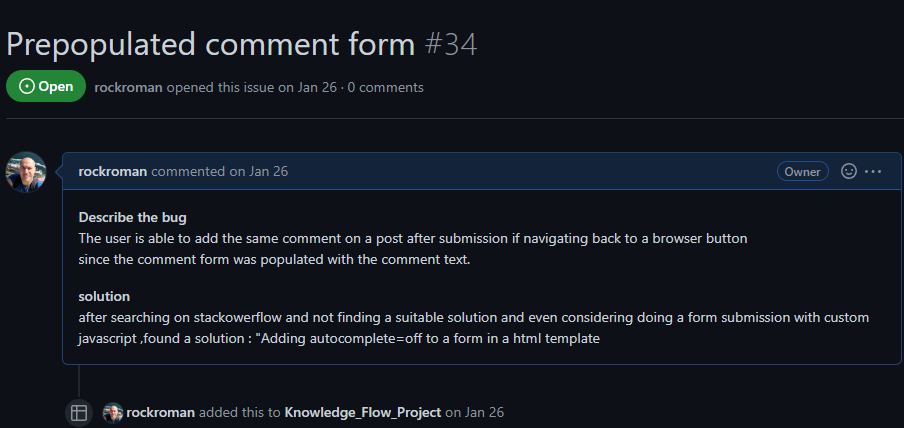 Prepopulated comment form #34
Open rockroman opened this issue on Jan 26 · 0 comments
rockroman commented on Jan 26 Owner
Describe the bug
The user is able to add the same comment on a post after submission if navigating back to a browser button
since the comment form was populated with the comment text.
solution
after searching on stackowerflow and not finding a suitable solution and even considering doing a form submission with custom
javascript ,found a solution : "Adding autocomplete=off to a form in a html template
rockroman added this to Knowledge_Flow_Project on Jan 26